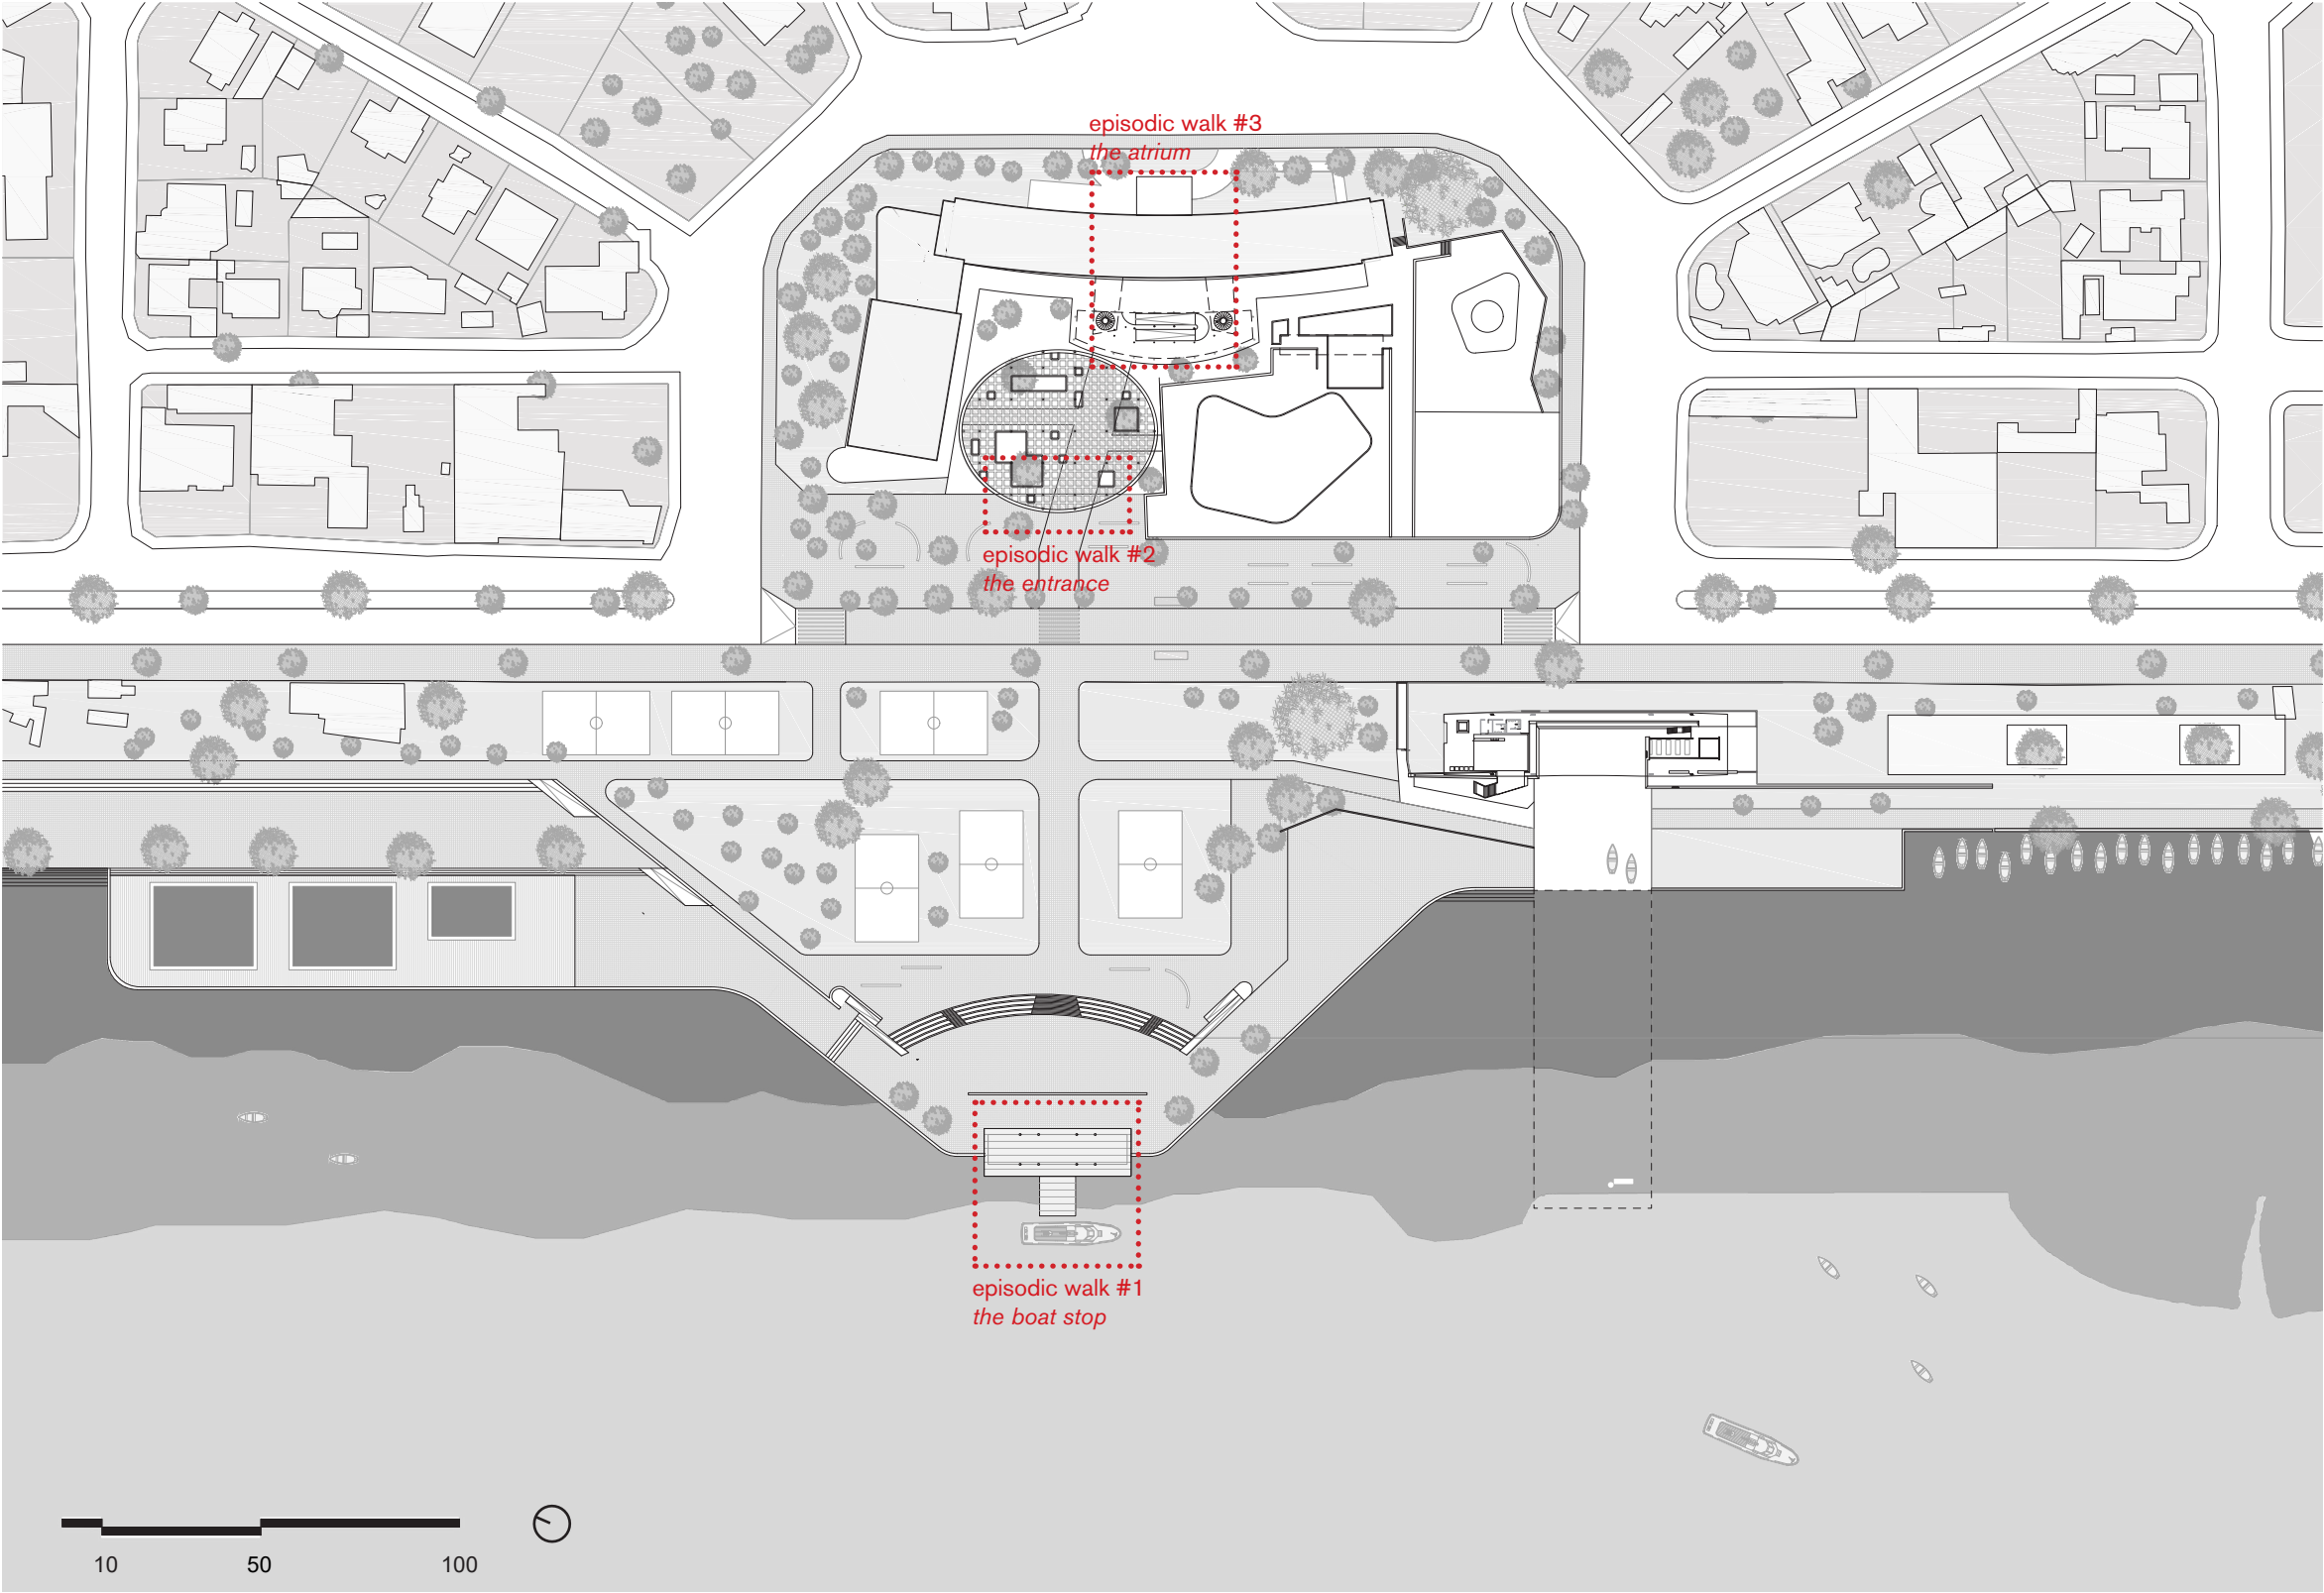 episodic walk #3
the atrium
episodic walk #2
the entrance
episodic walk #1
the boat stop
10 50 100